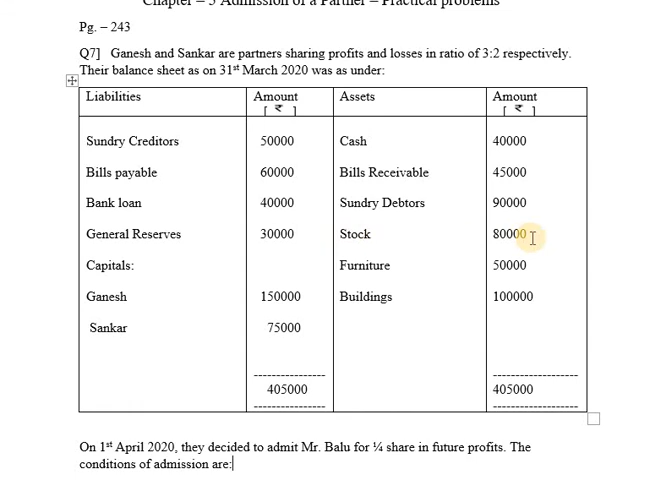 Chapter – 3 Admission of a Partner – Practical problems
Pg. – 243
Q7] Ganesh and Sankar are partners sharing profits and losses in ratio of 3:2 respectively.
Their balance sheet as on 31st March 2020 was as under:
Liabilities Amount [ ₹ ] Assets Amount [ ₹ ]
Sundry Creditors 50000 Cash 40000
Bills payable 60000 Bills Receivable 45000
Bank loan 40000 Sundry Debtors 90000
General Reserves 30000 Stock 80000
Capitals: Furniture 50000
Ganesh 150000 Buildings 100000
Sankar 75000
405000 405000
On 1st April 2020, they decided to admit Mr. Balu for ¼ share in future profits. The
conditions of admission are: